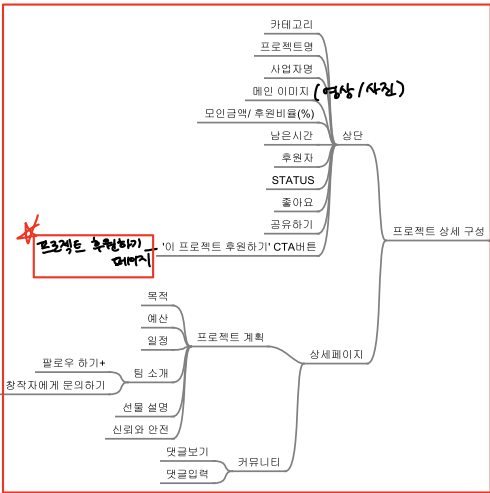 카테고리
프로젝트명
사업자명
메인 이미지 (영상/사진)
모인금액/ 후원비율(%)
남은시간
상단
후원자
STATUS
좋아요
공유하기
프로젝트 상세 구성
프로젝트 후원하기
페이지
'이 프로젝트 후원하기' CTA버튼
목적
예산
일정
프로젝트 계획
상세페이지
팔로우 하기+
팀 소개
창작자에게 문의하기
선물 설명
신뢰와 안전
댓글보기
커뮤니티
댓글입력